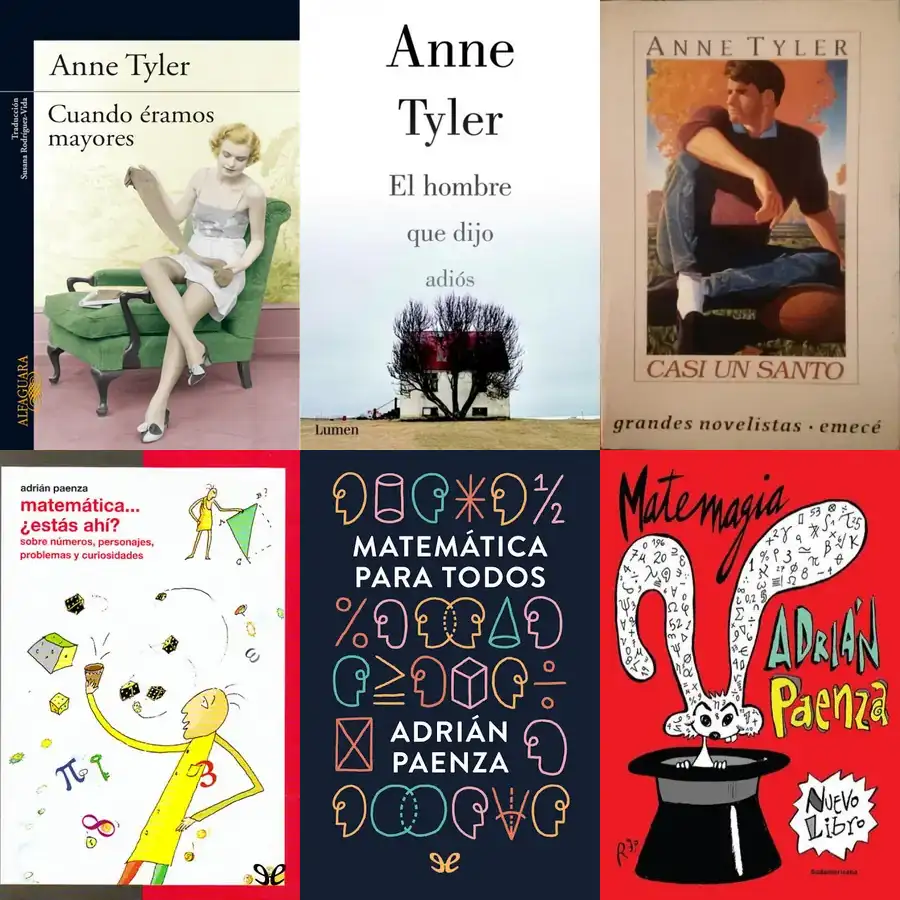 Anne Tyler
Cuando éramos
mayores
Traducción
Susana Rodríguez-Vida
ALFAGUARA
Anne
Tyler
El hombre
que dijo
adiós
Lumen
ANNE TYLER
CASI UN SANTO
grandes novelistas · emecé
adrián paenza
matemática...
¿estás ahí?
sobre números, personajes,
problemas y curiosidades
MATEMÁTICA
PARA TODOS
ADRIÁN
PAENZA
Matemagia
ADRIÁN
Paenza
NUEVO
LIBRO
Sudamericana